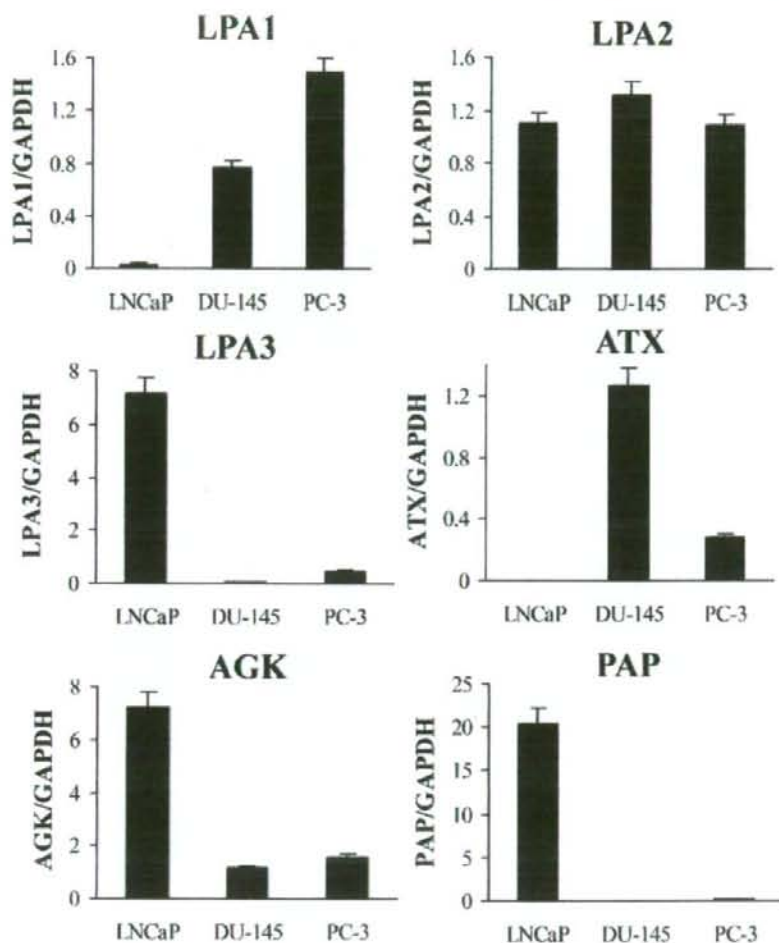 LPA1
LPA1/GAPDH
1.6
1.2
0.8
0.4
0
LNCaP DU-145 PC-3
LPA2
LPA2/GAPDH
1.6
1.2
0.8
0.4
0
LNCaP DU-145 PC-3
LPA3
LPA3/GAPDH
8
6
4
2
0
LNCaP DU-145 PC-3
ATX
ATX/GAPDH
1.2
0.8
0.4
0
LNCaP DU-145 PC-3
AGK
AGK/GAPDH
8
6
4
2
0
LNCaP DU-145 PC-3
PAP
PAP/GAPDH
25
20
15
10
5
0
LNCaP DU-145 PC-3